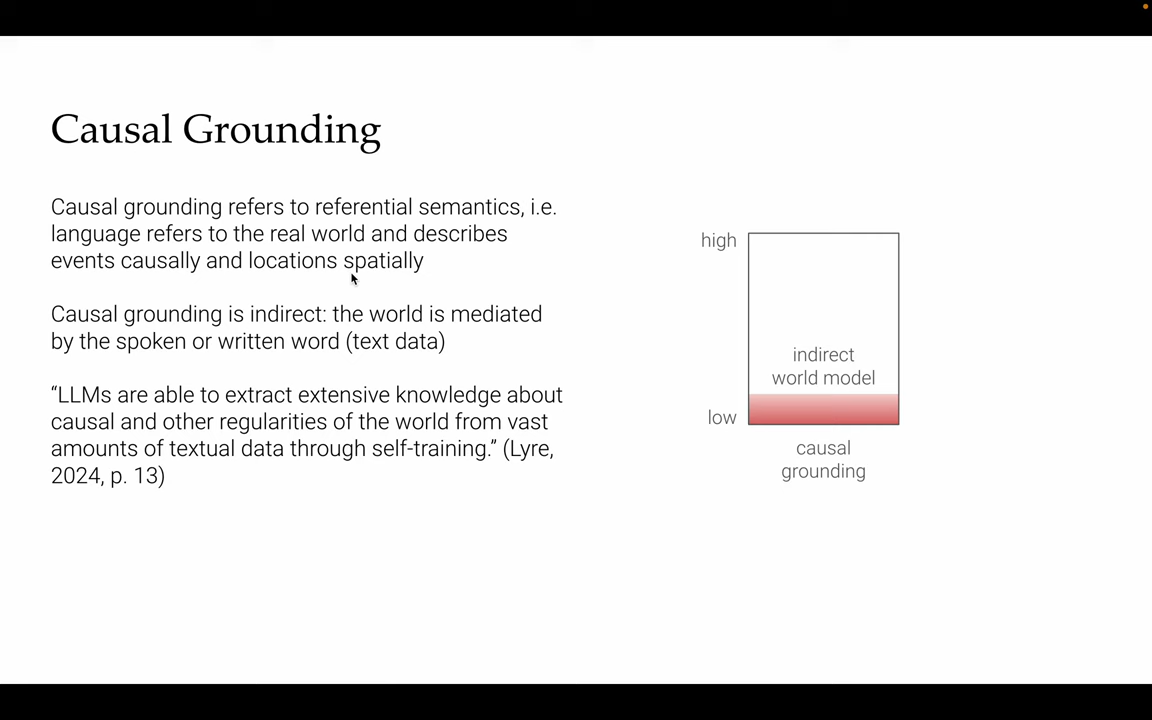 Causal Grounding
Causal grounding refers to referential semantics, i.e.
language refers to the real world and describes
events causally and locations spatially
Causal grounding is indirect: the world is mediated
by the spoken or written word (text data)
“LLMs are able to extract extensive knowledge about
causal and other regularities of the world from vast
amounts of textual data through self-training.” (Lyre,
2024, p. 13)
high
indirect
world model
low
causal
grounding